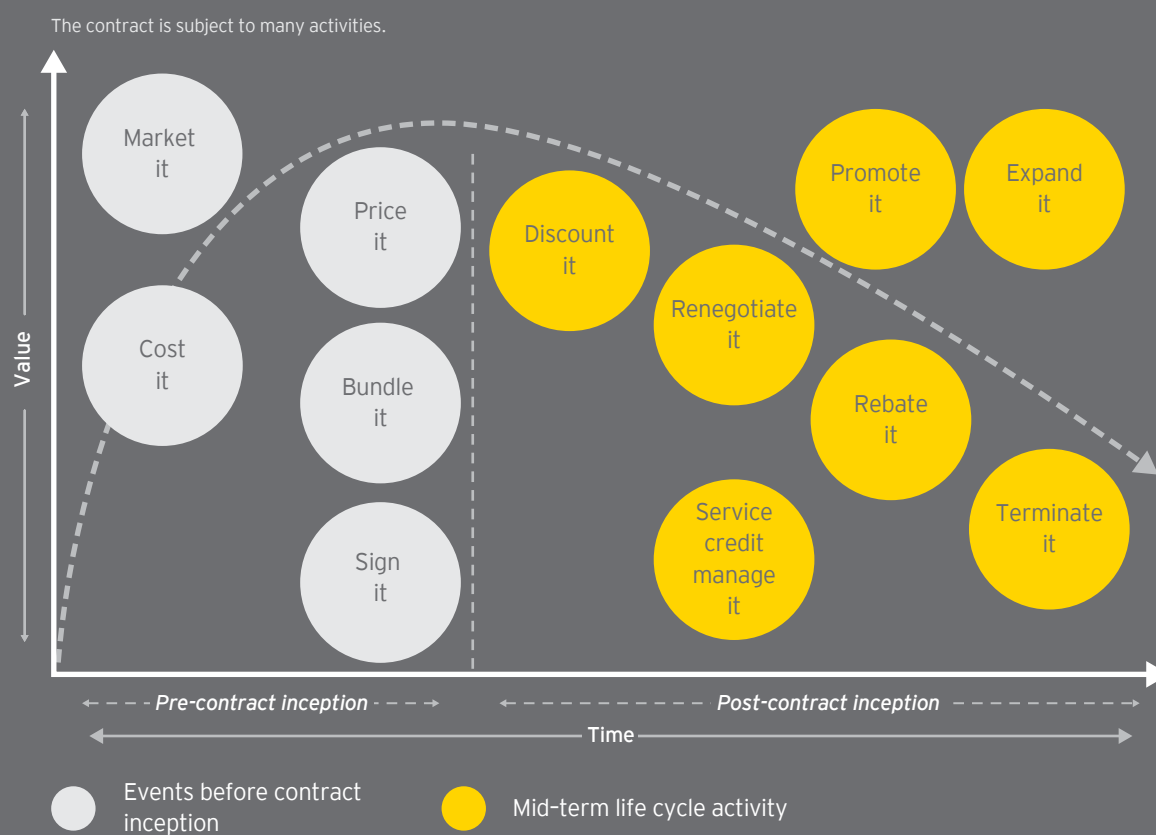 The contract is subject to many activities.
Market
it
Price
it
Cost
it
Bundle
it
Sign
it
Discount
it
Renegotiate
it
Promote
it
Expand
it
Rebate
it
Service
credit
manage
it
Terminate
it
Value
Pre-contract inception
Post-contract inception
Time
Events before contract
inception
Mid-term life cycle activity